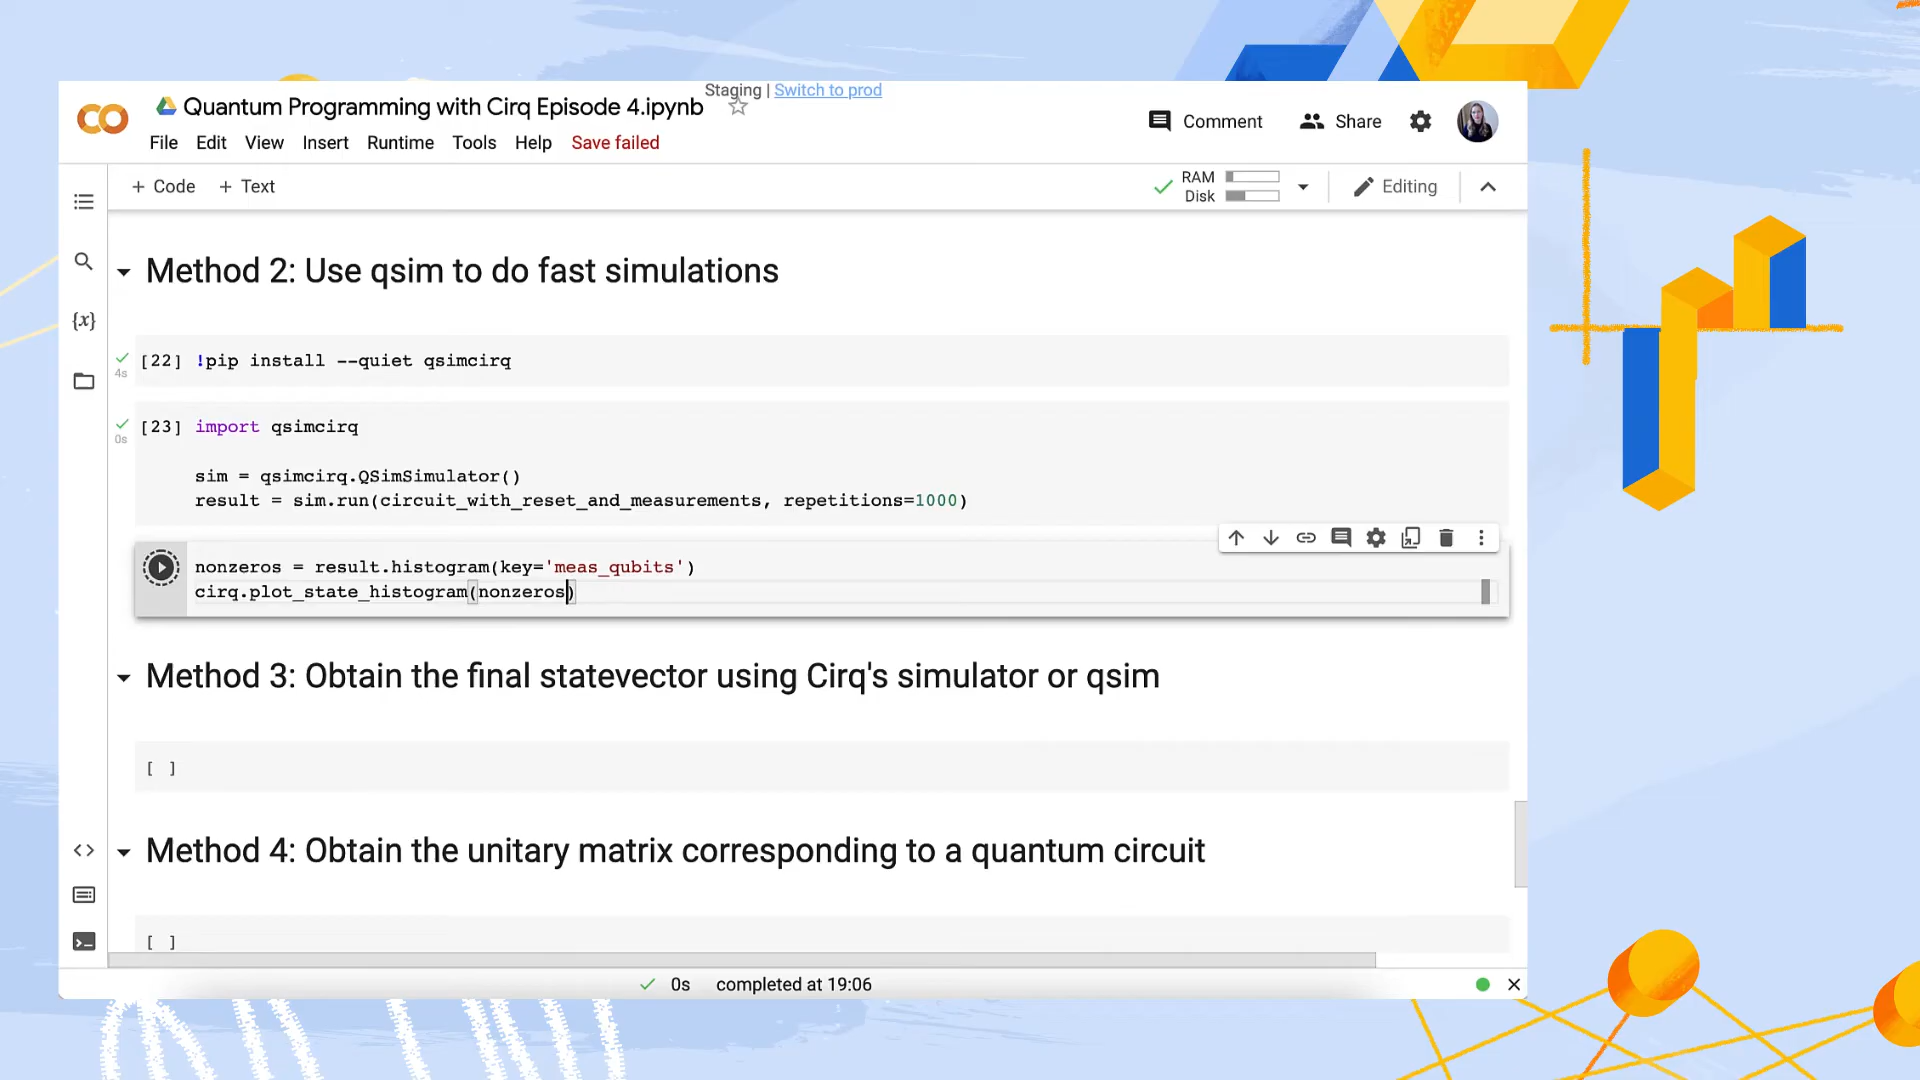 Staging | Switch to prod
Quantum Programming with Cirq Episode 4.ipynb
File Edit View Insert Runtime Tools Help Save failed
Comment Share
+ Code + Text
RAM
Disk
Editing
Method 2: Use qsim to do fast simulations
{x}
[22] !pip install --quiet qsimcirq
4s
[23] import qsimcirq
0s
sim = qsimcirq.QSimSimulator()
result = sim.run(circuit_with_reset_and_measurements, repetitions=1000)
nonzeros = result.histogram(key='meas_qubits')
cirq.plot_state_histogram(nonzeros)
Method 3: Obtain the final statevector using Cirq's simulator or qsim
[ ]
Method 4: Obtain the unitary matrix corresponding to a quantum circuit
[ ]
0s completed at 19:06